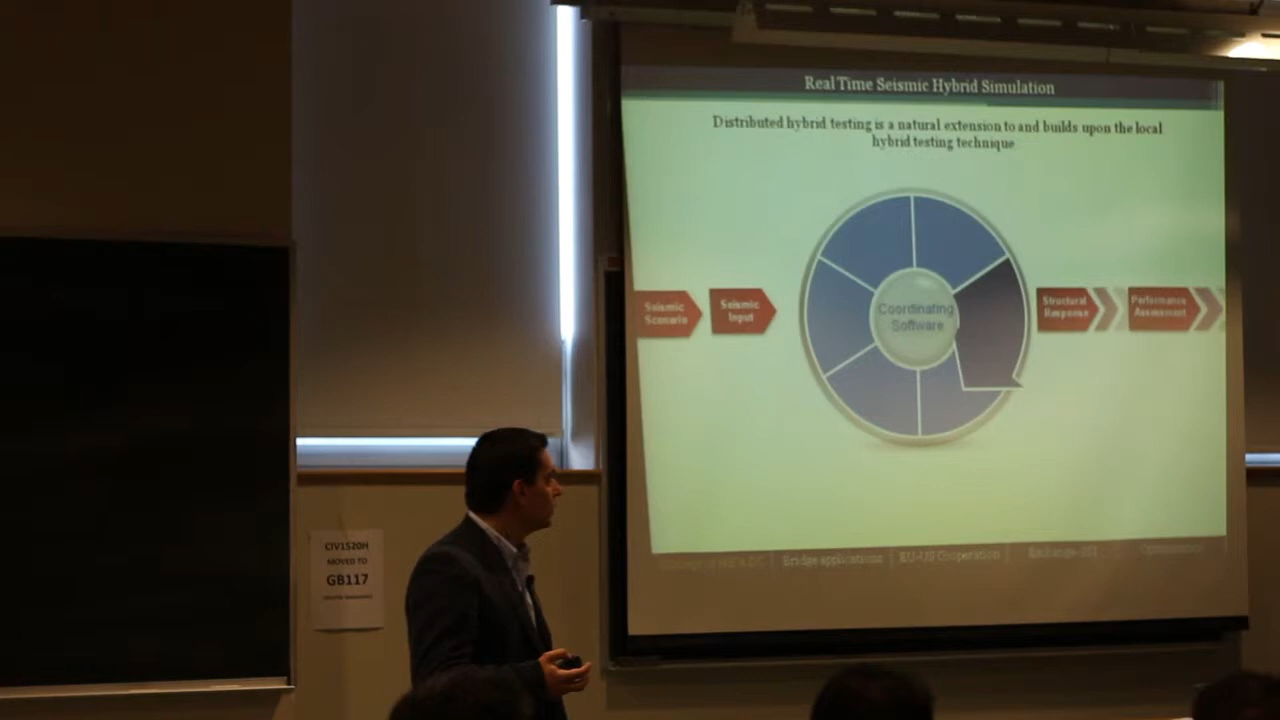 Real Time Seismic Hybrid Simulation
Distributed hybrid testing is a natural extension to and builds upon the local
hybrid testing technique
Seismic
Scenario
Seismic
Input
Coordinating
Software
Structural
Response
Performance
Assessment
Bridge applications
EU-US Cooperation
CIV1520H
MOVED TO
GB117